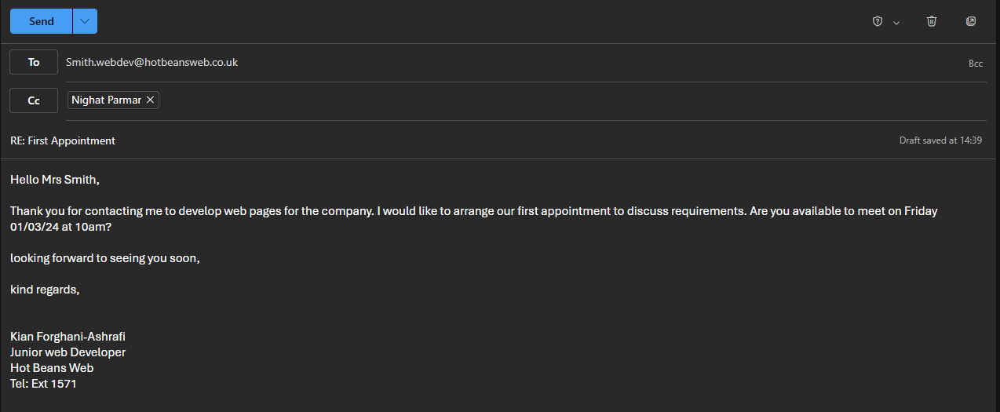 Send
To
Smith.webdev@hotbeansweb.co.uk
Bcc
Cc
Nighat Parmar
RE: First Appointment
Draft saved at 14:39
Hello Mrs Smith,
Thank you for contacting me to develop web pages for the company. I would like to arrange our first appointment to discuss requirements. Are you available to meet on Friday
01/03/24 at 10am?
looking forward to seeing you soon,
kind regards,
Kian Forghani-Ashrafi
Junior web Developer
Hot Beans Web
Tel: Ext 1571